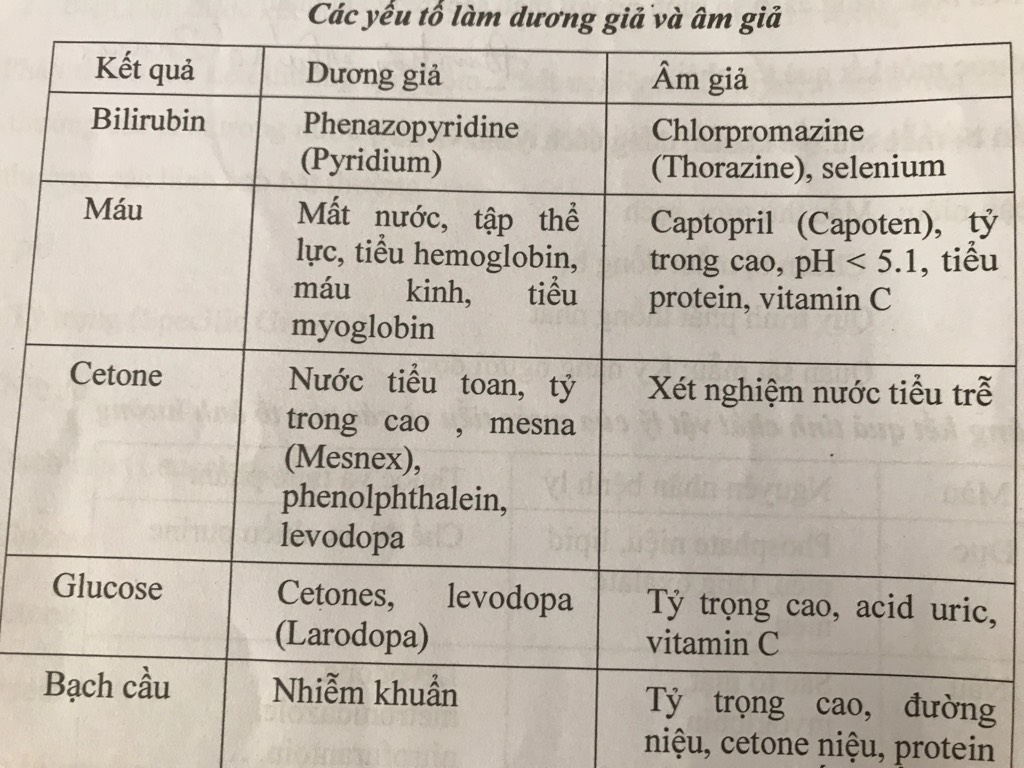 Các yếu tố làm dương giả và âm giả
Kết quả
Dương giả
Âm giả
Bilirubin
Phenazopyridine
(Pyridium)
Chlorpromazine
(Thorazine), selenium
Máu
Mất nước, tập thể
lực, tiểu hemoglobin,
máu kinh, tiểu
myoglobin
Captopril (Capoten), tỷ
trong cao, pH < 5.1, tiểu
protein, vitamin C
Cetone
Nước tiểu toan, tỷ
trong cao , mesna
(Mesnex),
phenolphthalein,
levodopa
Xét nghiệm nước tiểu trễ
Glucose
Cetones, levodopa
(Larodopa)
Tỷ trọng cao, acid uric,
vitamin C
Bạch cầu
Nhiễm khuẩn
Tỷ trọng cao, đường
niệu, cetone niệu, protein